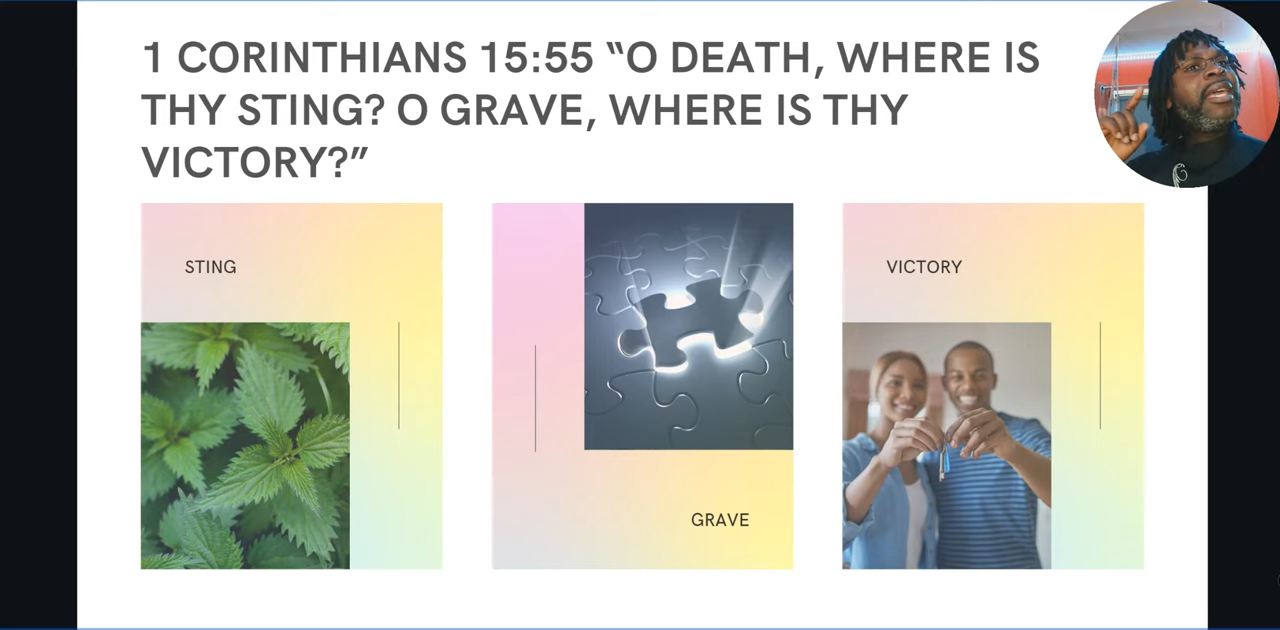 1 CORINTHIANS 15:55 “O DEATH, WHERE IS
THY STING? O GRAVE, WHERE IS THY
VICTORY?”
STING
GRAVE
VICTORY